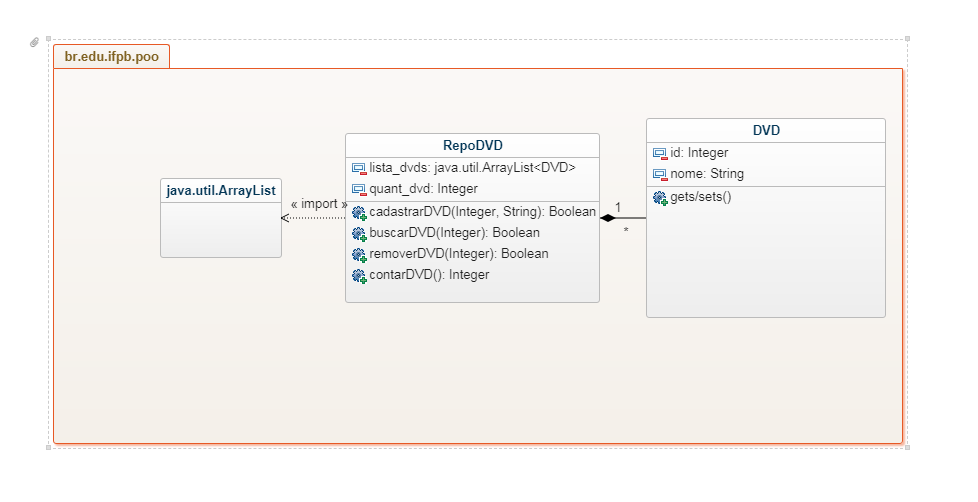 br.edu.ifpb.poo
java.util.ArrayList
« import »
RepoDVD
lista_dvds: java.util.ArrayList<DVD>
quant_dvd: Integer
cadastrarDVD(Integer, String): Boolean
buscarDVD(Integer): Boolean
removerDVD(Integer): Boolean
contarDVD(): Integer
1
*
DVD
id: Integer
nome: String
gets/sets()